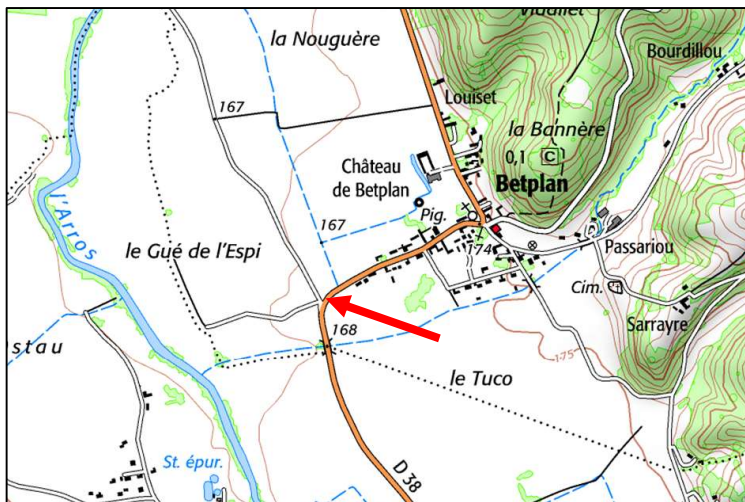 la Nouguère
Bourdillou
Louiset
167
la Bannère
0,1
C
Château
de Betplan
Betplan
l'Arros
Pig.
167
174
le Gué de l'Espi
Passariou
Cim.
Sarrayre
168
175
stau
le Tuco
St. épur.
D 38